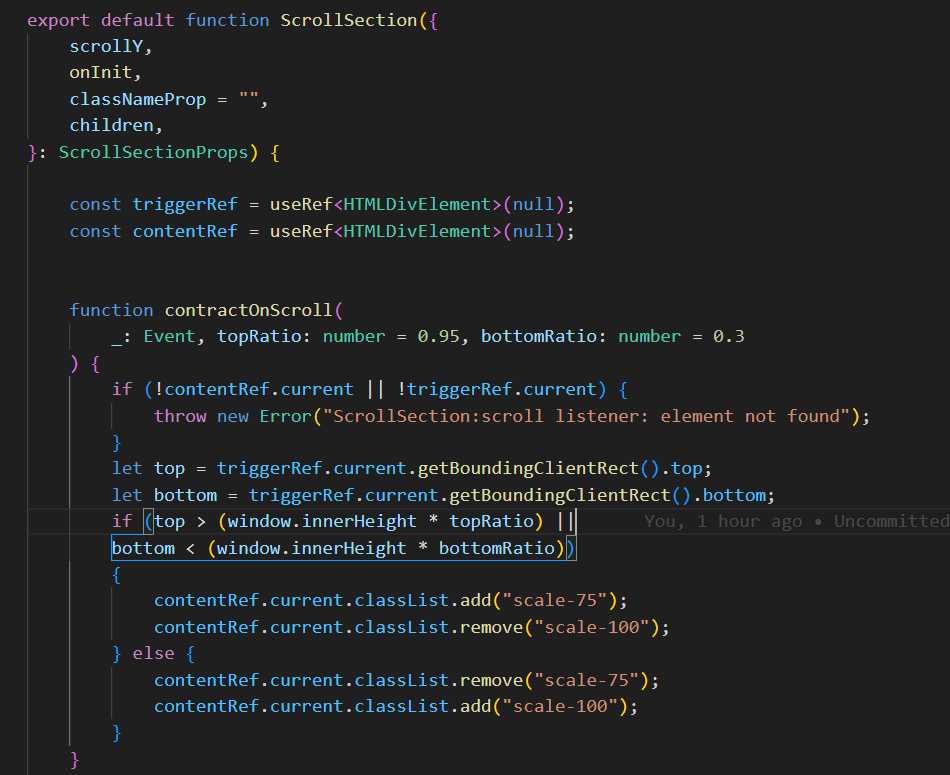 export default function ScrollSection({
    scrollY,
    onInit,
    classNameProp = "",
    children,
}: ScrollSectionProps) {
    const triggerRef = useRef<HTMLDivElement>(null);
    const contentRef = useRef<HTMLDivElement>(null);
    function contractOnScroll(
        _: Event, topRatio: number = 0.95, bottomRatio: number = 0.3
    ) {
        if (!contentRef.current || !triggerRef.current) {
            throw new Error("ScrollSection:scroll listener: element not found");
        }
        let top = triggerRef.current.getBoundingClientRect().top;
        let bottom = triggerRef.current.getBoundingClientRect().bottom;
        if (top > (window.innerHeight * topRatio) || You, 1 hour ago • Uncommitted
        bottom < (window.innerHeight * bottomRatio))
        {
            contentRef.current.classList.add("scale-75");
            contentRef.current.classList.remove("scale-100");
        } else {
            contentRef.current.classList.remove("scale-75");
            contentRef.current.classList.add("scale-100");
        }
    }